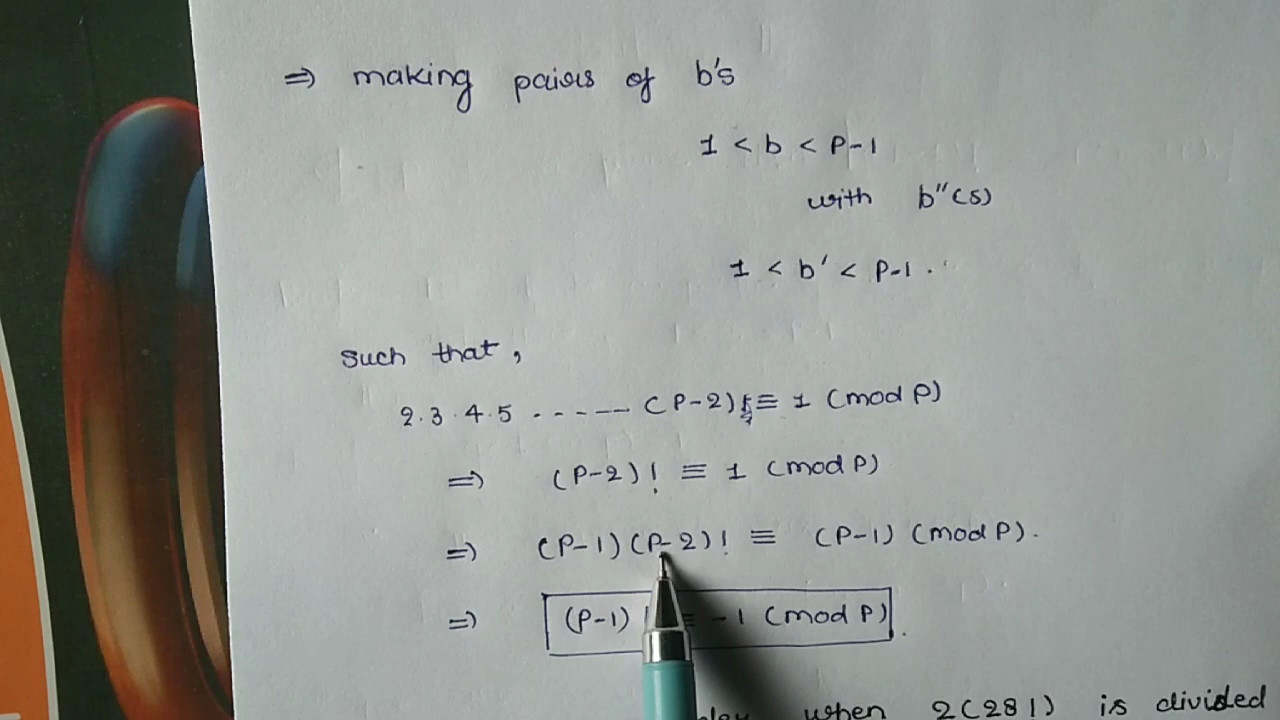 ⇒ making pairs of b's
1 < b < P-1
with b''(s)
1 < b' < P-1.
such that,
2.3.4.5 ------ (P-2) ≡ 1 (mod P)
⇒ (P-2)! ≡ 1 (mod P)
⇒ (P-1)(P-2)! ≡ (P-1) (mod P).
⇒ (P-1)! ≡ -1 (mod P).
when 2(28!) is divided